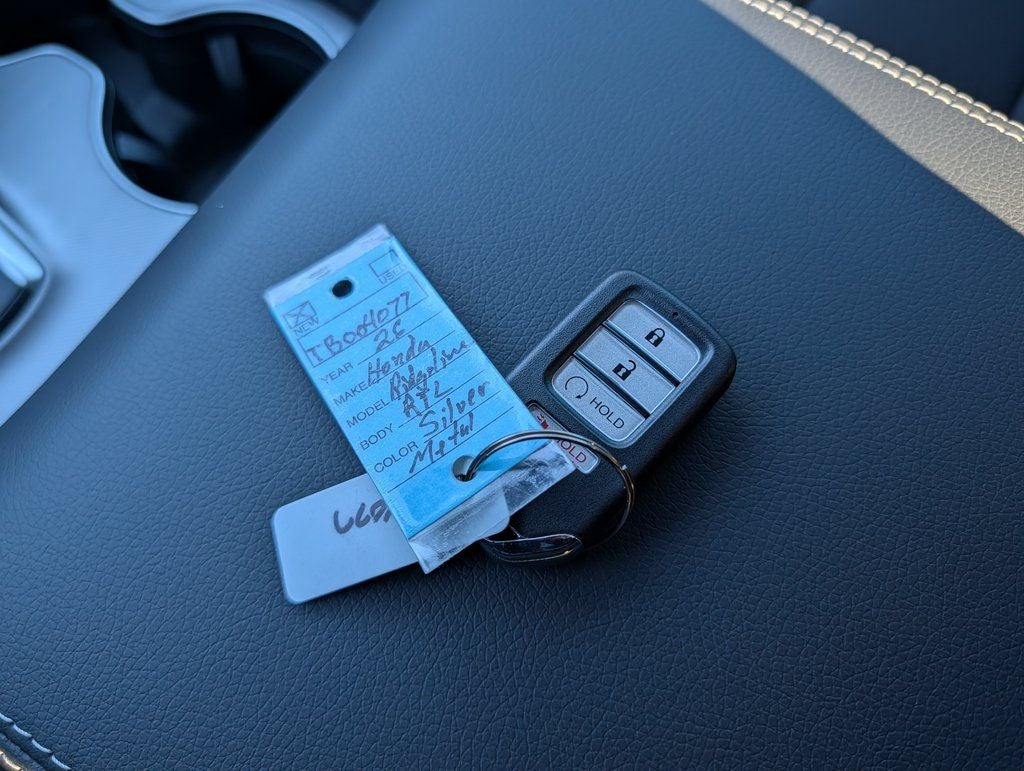 NEW
USED
TB004077
YEAR 26
MAKE Honda
MODEL Ridgeline
BODY RTL
COLOR Silver
Metal
HOLD
HOLD